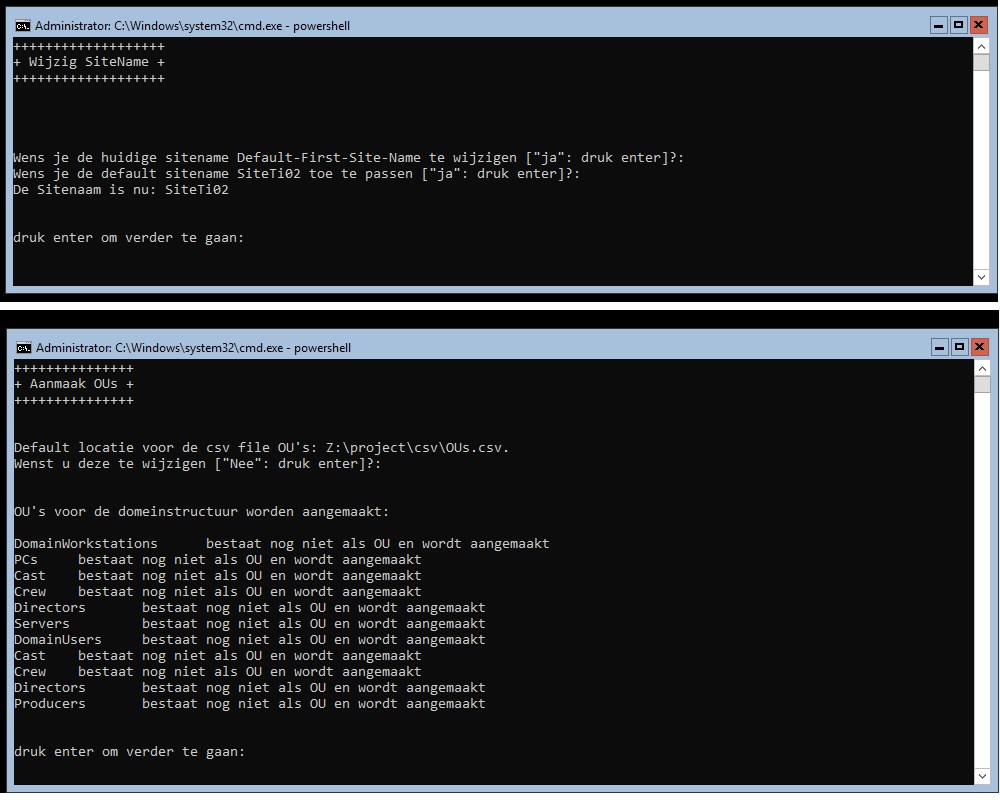 Administrator: C:\Windows\system32\cmd.exe - powershell
+++++++++++++++++++
+ Wijzig SiteName +
+++++++++++++++++++
Wens je de huidige sitename Default-First-Site-Name te wijzigen ["ja": druk enter]?:
Wens je de default sitename SiteTi02 toe te passen ["ja": druk enter]?:
De Sitenaam is nu: SiteTi02
druk enter om verder te gaan:
Administrator: C:\Windows\system32\cmd.exe - powershell
+++++++++++++++
+ Aanmaak OUs +
+++++++++++++++
Default locatie voor de csv file OU's: Z:\project\csv\OUs.csv.
Wenst u deze te wijzigen ["Nee": druk enter]?:
OU's voor de domeinstructuur worden aangemaakt:
DomainWorkstations bestaat nog niet als OU en wordt aangemaakt
PCs bestaat nog niet als OU en wordt aangemaakt
Cast bestaat nog niet als OU en wordt aangemaakt
Crew bestaat nog niet als OU en wordt aangemaakt
Directors bestaat nog niet als OU en wordt aangemaakt
Servers bestaat nog niet als OU en wordt aangemaakt
DomainUsers bestaat nog niet als OU en wordt aangemaakt
Cast bestaat nog niet als OU en wordt aangemaakt
Crew bestaat nog niet als OU en wordt aangemaakt
Directors bestaat nog niet als OU en wordt aangemaakt
Producers bestaat nog niet als OU en wordt aangemaakt
druk enter om verder te gaan: